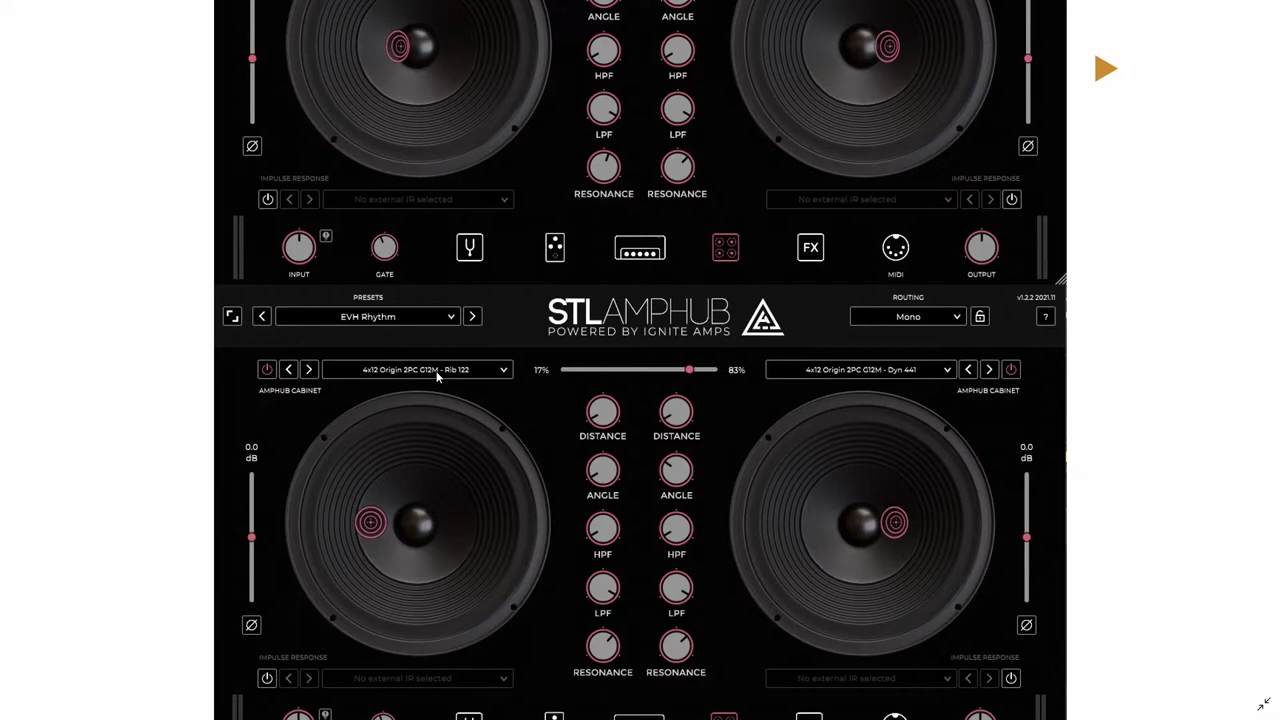 ANGLE ANGLE
HPF HPF
LPF LPF
RESONANCE RESONANCE
IMPULSE RESPONSE IMPULSE RESPONSE
No external IR selected No external IR selected
FX
INPUT GATE MIDI OUTPUT
PRESETS ROUTING v1.2.2 2021.11
EVH Rhythm STL AMPHUB Mono ?
POWERED BY IGNITE AMPS
4x12 Origin 2PC G12M - Rib 122 17% 83% 4x12 Origin 2PC G12M - Dyn 441
AMPHUB CABINET AMPHUB CABINET
DISTANCE DISTANCE
0.0 0.0
dB dB
ANGLE ANGLE
HPF HPF
LPF LPF
IMPULSE RESPONSE IMPULSE RESPONSE
RESONANCE RESONANCE
No external IR selected No external IR selected